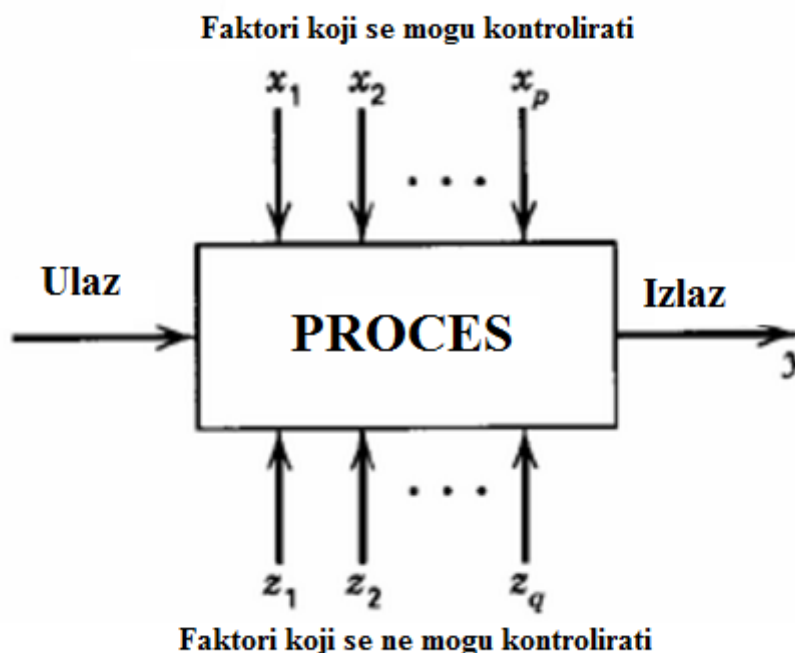 Faktori koji se mogu kontrolirati
x1 x2 . . . xp
Ulaz
PROCES
Izlaz
y
z1 z2 . . . zq
Faktori koji se ne mogu kontrolirati